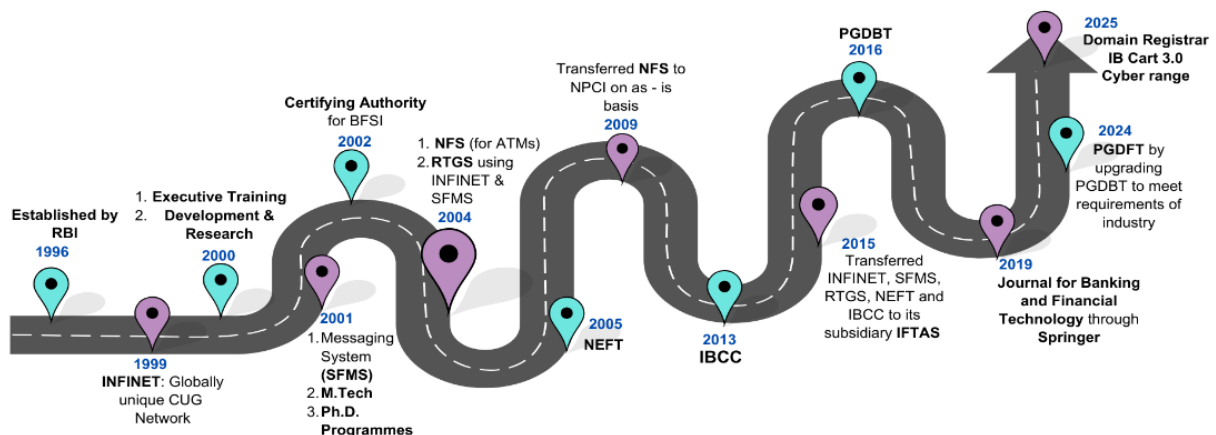 Established by
RBI
1996
1999
INFINET: Globally
unique CUG
Network
1. Executive Training
2. Development &
Research
2000
2001
1. Messaging
System
(SFMS)
2. M.Tech
3. Ph.D.
Programmes
Certifying Authority
for BFSI
2002
1. NFS (for ATMs)
2. RTGS using
INFINET &
SFMS
2004
2005
NEFT
Transferred NFS to
NPCI on as - is
basis
2009
2013
IBCC
2015
Transferred
INFINET, SFMS,
RTGS, NEFT and
IBCC to its
subsidiary IFTAS
PGDBT
2016
2019
Journal for Banking
and Financial
Technology through
Springer
2024
PGDFT by
upgrading
PGDBT to meet
requirements of
industry
2025
Domain Registrar
IB Cart 3.0
Cyber range